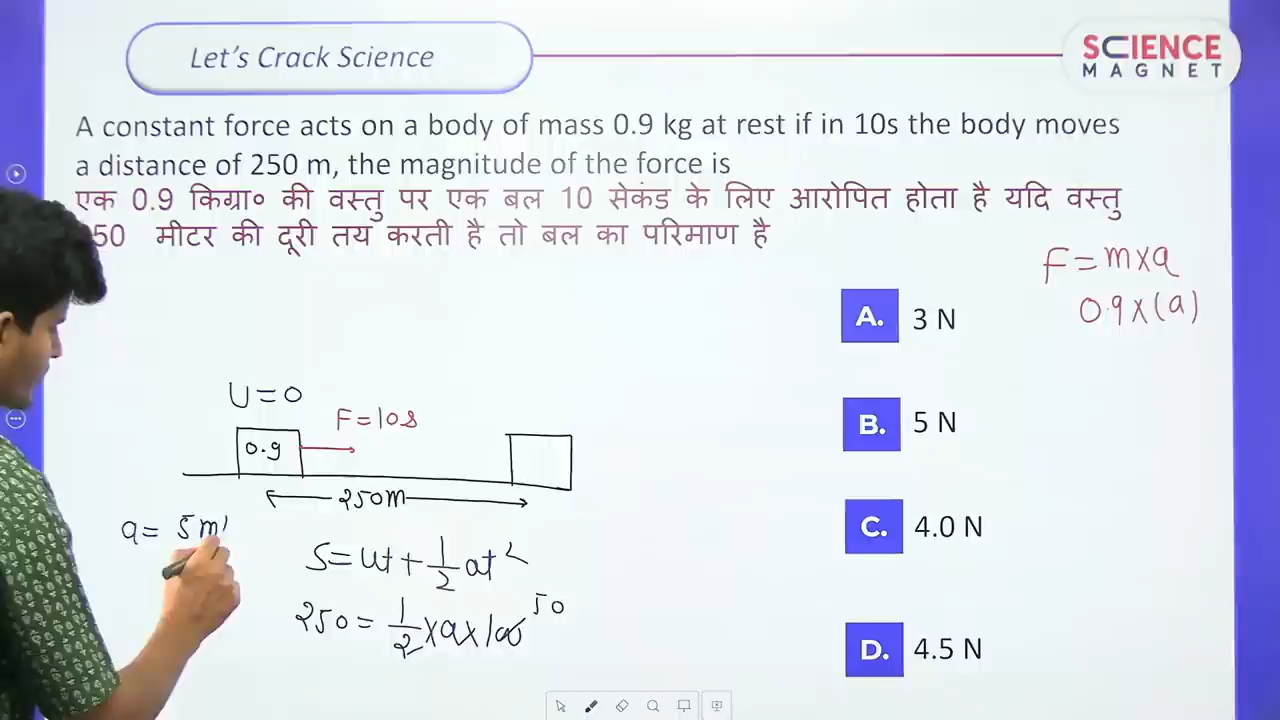 Let's Crack Science
SCIENCE
MAGNET
A constant force acts on a body of mass 0.9 kg at rest if in 10s the body moves
a distance of 250 m, the magnitude of the force is
एक 0.9 किग्रा० की वस्तु पर एक बल 10 सेकंड के लिए आरोपित होता है यदि वस्तु
50 मीटर की दूरी तय करती है तो बल का परिमाण है
F = m×a
0.9×(a)
A. 3 N
B. 5 N
C. 4.0 N
D. 4.5 N
U=0
F=10s
0.9
250m
a= 5 m/
S=ut+1/2 at²
250= 1/2 ×a×100 50